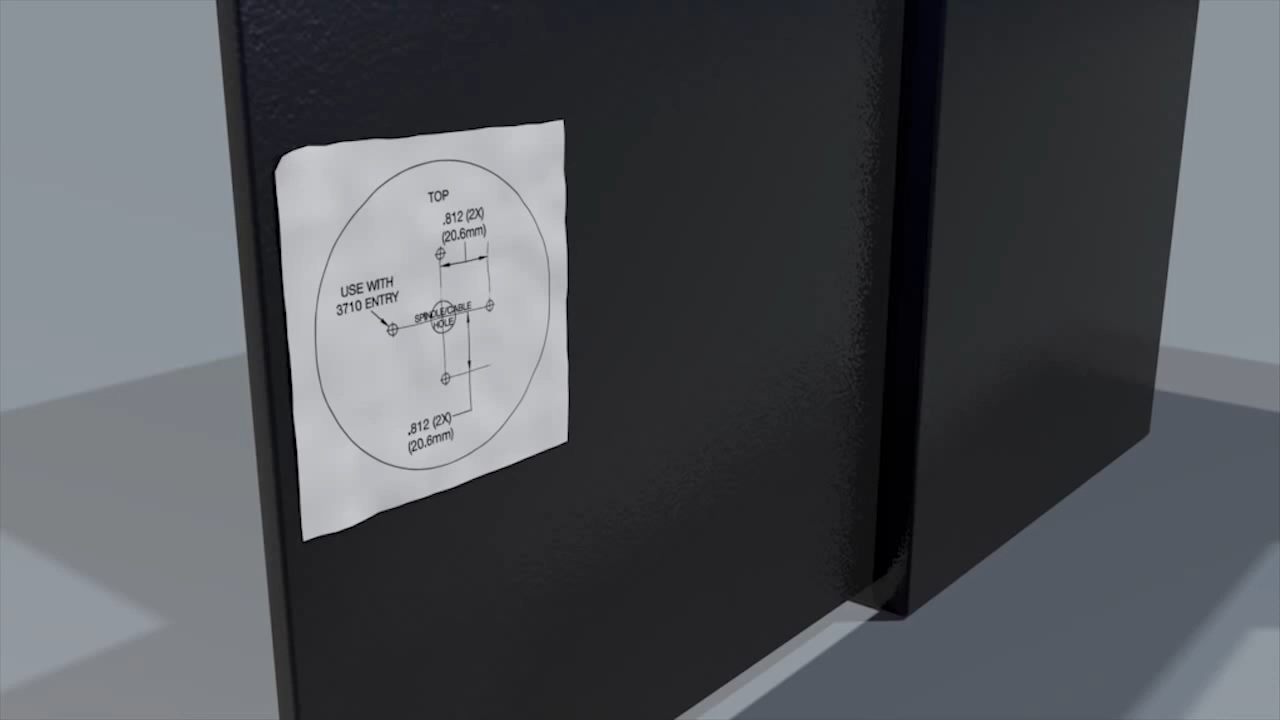 TOP
.812 (2X)
(20.6mm)
USE WITH
3710 ENTRY
SPINDLE/CABLE
HOLE
.812 (2X)
(20.6mm)